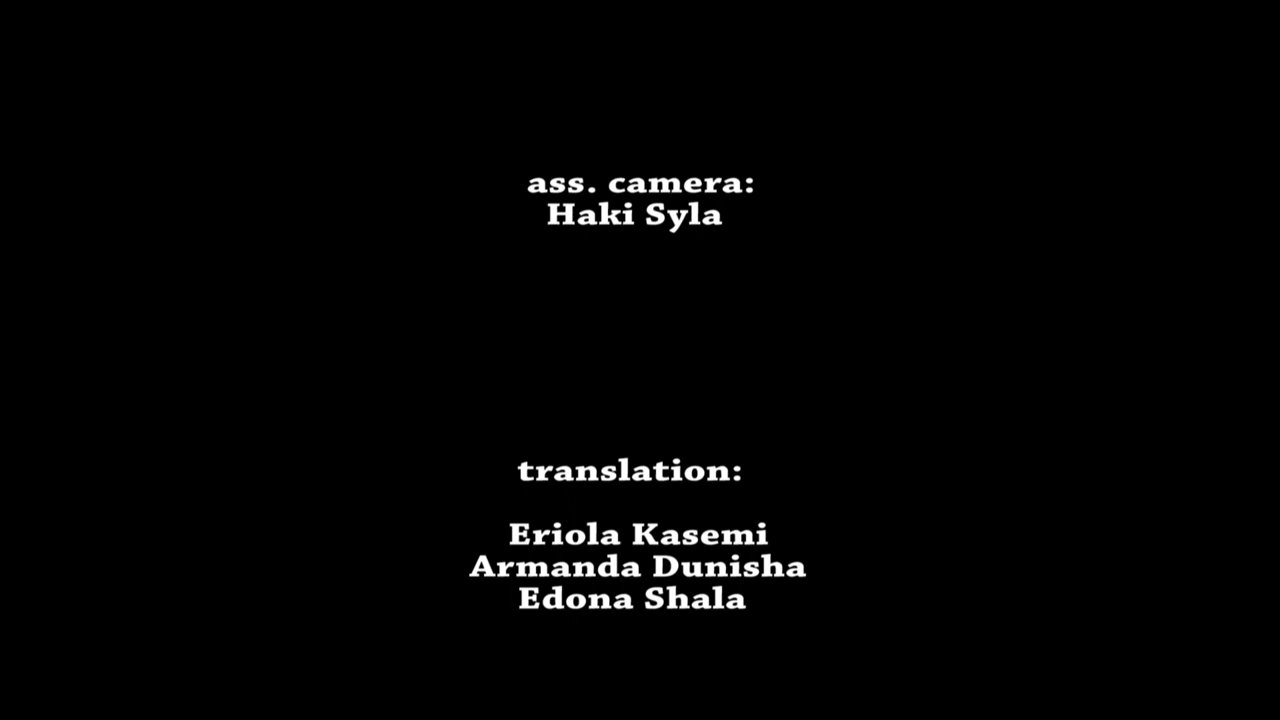 ass. camera:
Haki Syla
translation:
Eriola Kasemi
Armanda Dunisha
Edona Shala